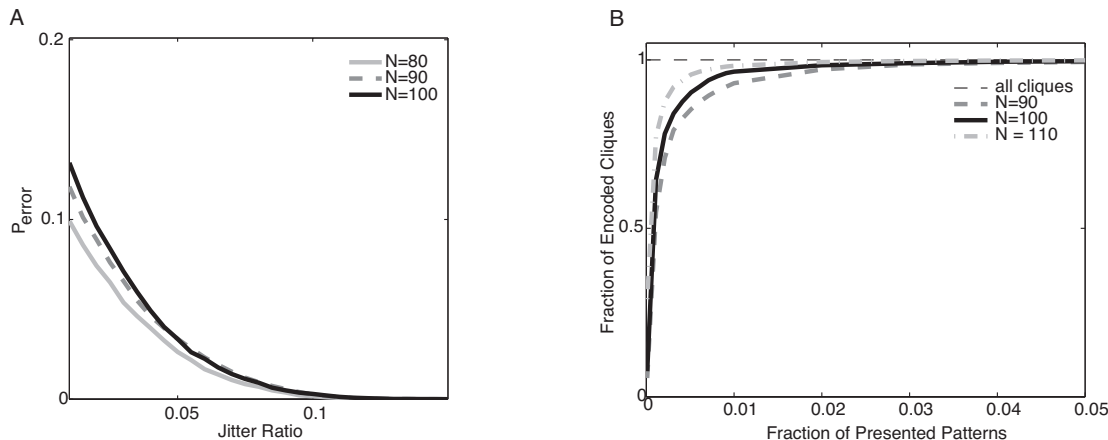 A
0.2
N=80
N=90
N=100
0.1
Perror
0
0.05
0.1
Jitter Ratio
B
1
all cliques
N=90
N=100
N = 110
0.5
Fraction of Encoded Cliques
0
0
0.01
0.02
0.03
0.04
0.05
Fraction of Presented Patterns